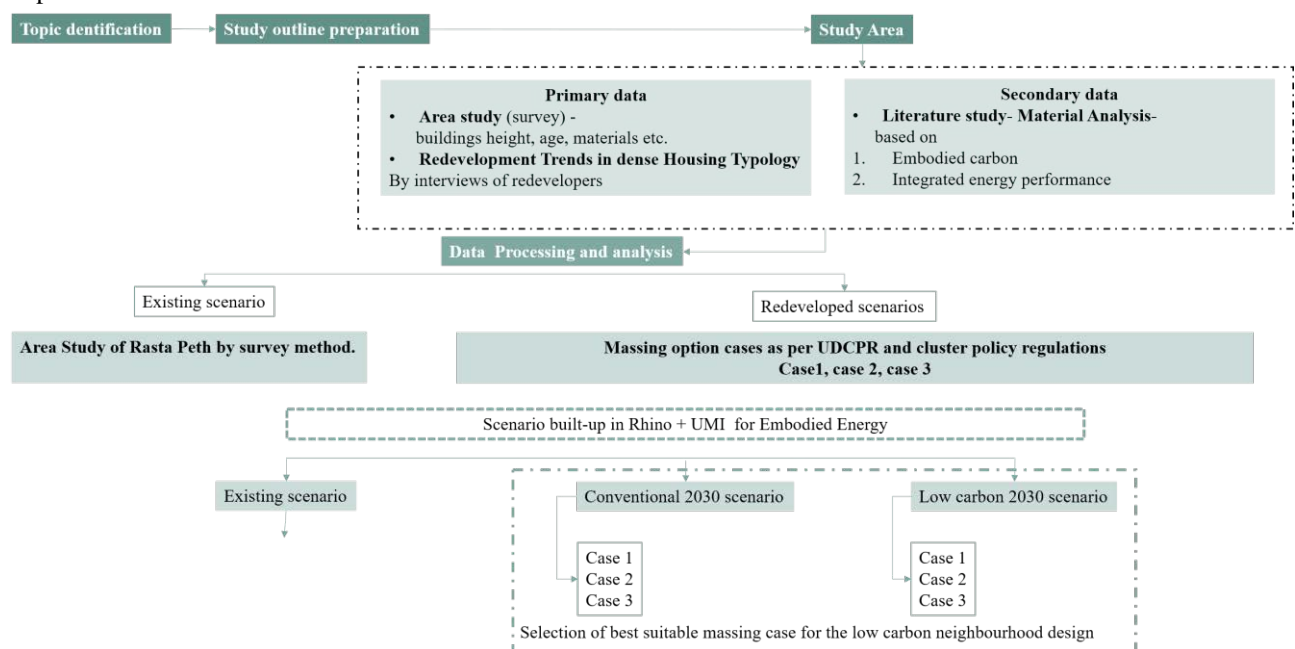 Topic dentification
Study outline preparation
Study Area
Primary data
• Area study (survey) -
buildings height, age, materials etc.
• Redevelopment Trends in dense Housing Typology
By interviews of redevelopers
Secondary data
• Literature study- Material Analysis-
based on
1. Embodied carbon
2. Integrated energy performance
Data Processing and analysis
Existing scenario
Redeveloped scenarios
Area Study of Rasta Peth by survey method.
Massing option cases as per UDCPR and cluster policy regulations
Case1, case 2, case 3
Scenario built-up in Rhino + UMI for Embodied Energy
Existing scenario
Conventional 2030 scenario
Low carbon 2030 scenario
Case 1
Case 2
Case 3
Case 1
Case 2
Case 3
Selection of best suitable massing case for the low carbon neighbourhood design